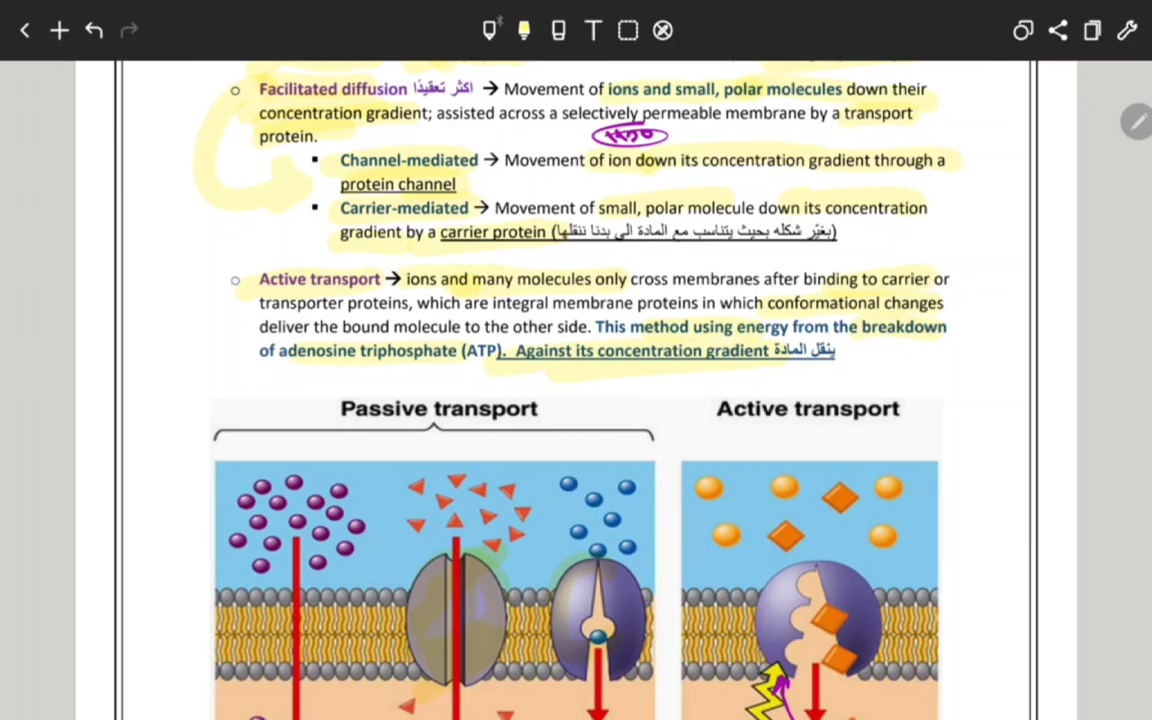 o Facilitated diffusion اكثر تعقيدًا → Movement of ions and small, polar molecules down their
concentration gradient; assisted across a selectively permeable membrane by a transport
protein.
▪ Channel-mediated → Movement of ion down its concentration gradient through a
protein channel
▪ Carrier-mediated → Movement of small, polar molecule down its concentration
gradient by a carrier protein (بغيّر شكله بحيث يتناسب مع المادة الي بدنا ننقلها)
o Active transport → ions and many molecules only cross membranes after binding to carrier or
transporter proteins, which are integral membrane proteins in which conformational changes
deliver the bound molecule to the other side. This method using energy from the breakdown
of adenosine triphosphate (ATP). Against its concentration gradient ينقل المادة
Passive transport
Active transport